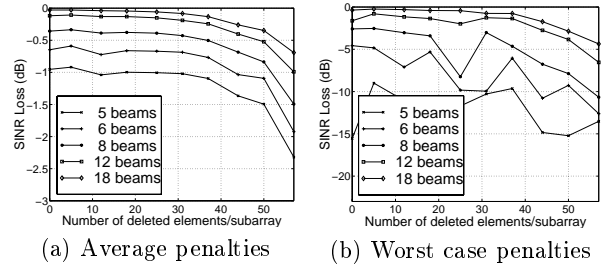 0
−0.5
−1
−1.5
−2
−2.5
−3
SINR Loss (dB)
5 beams
6 beams
8 beams
12 beams
18 beams
0 10 20 30 40 50
Number of deleted elements/subarray
(a) Average penalties
0
−5
−10
−15
−20
SINR Loss (dB)
5 beams
6 beams
8 beams
12 beams
18 beams
0 10 20 30 40 50
Number of deleted elements/subarray
(b) Worst case penalties